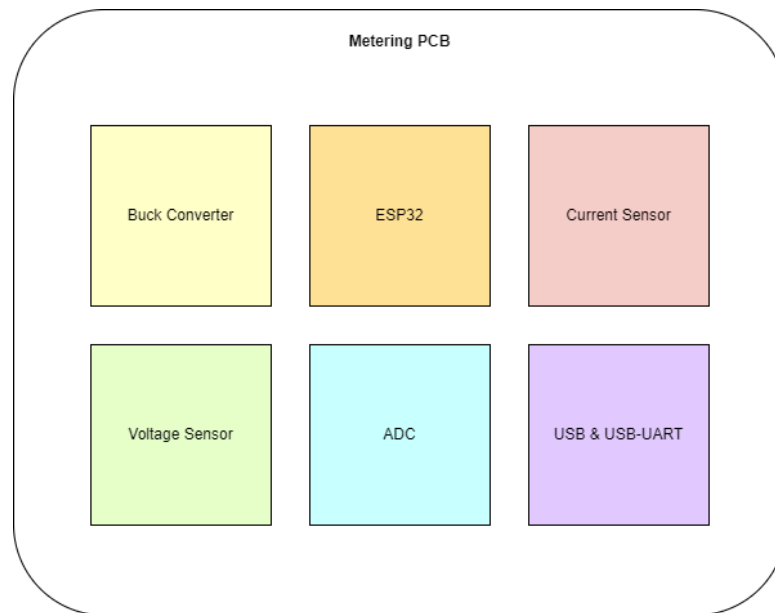 Metering PCB
Buck Converter
ESP32
Current Sensor
Voltage Sensor
ADC
USB & USB-UART